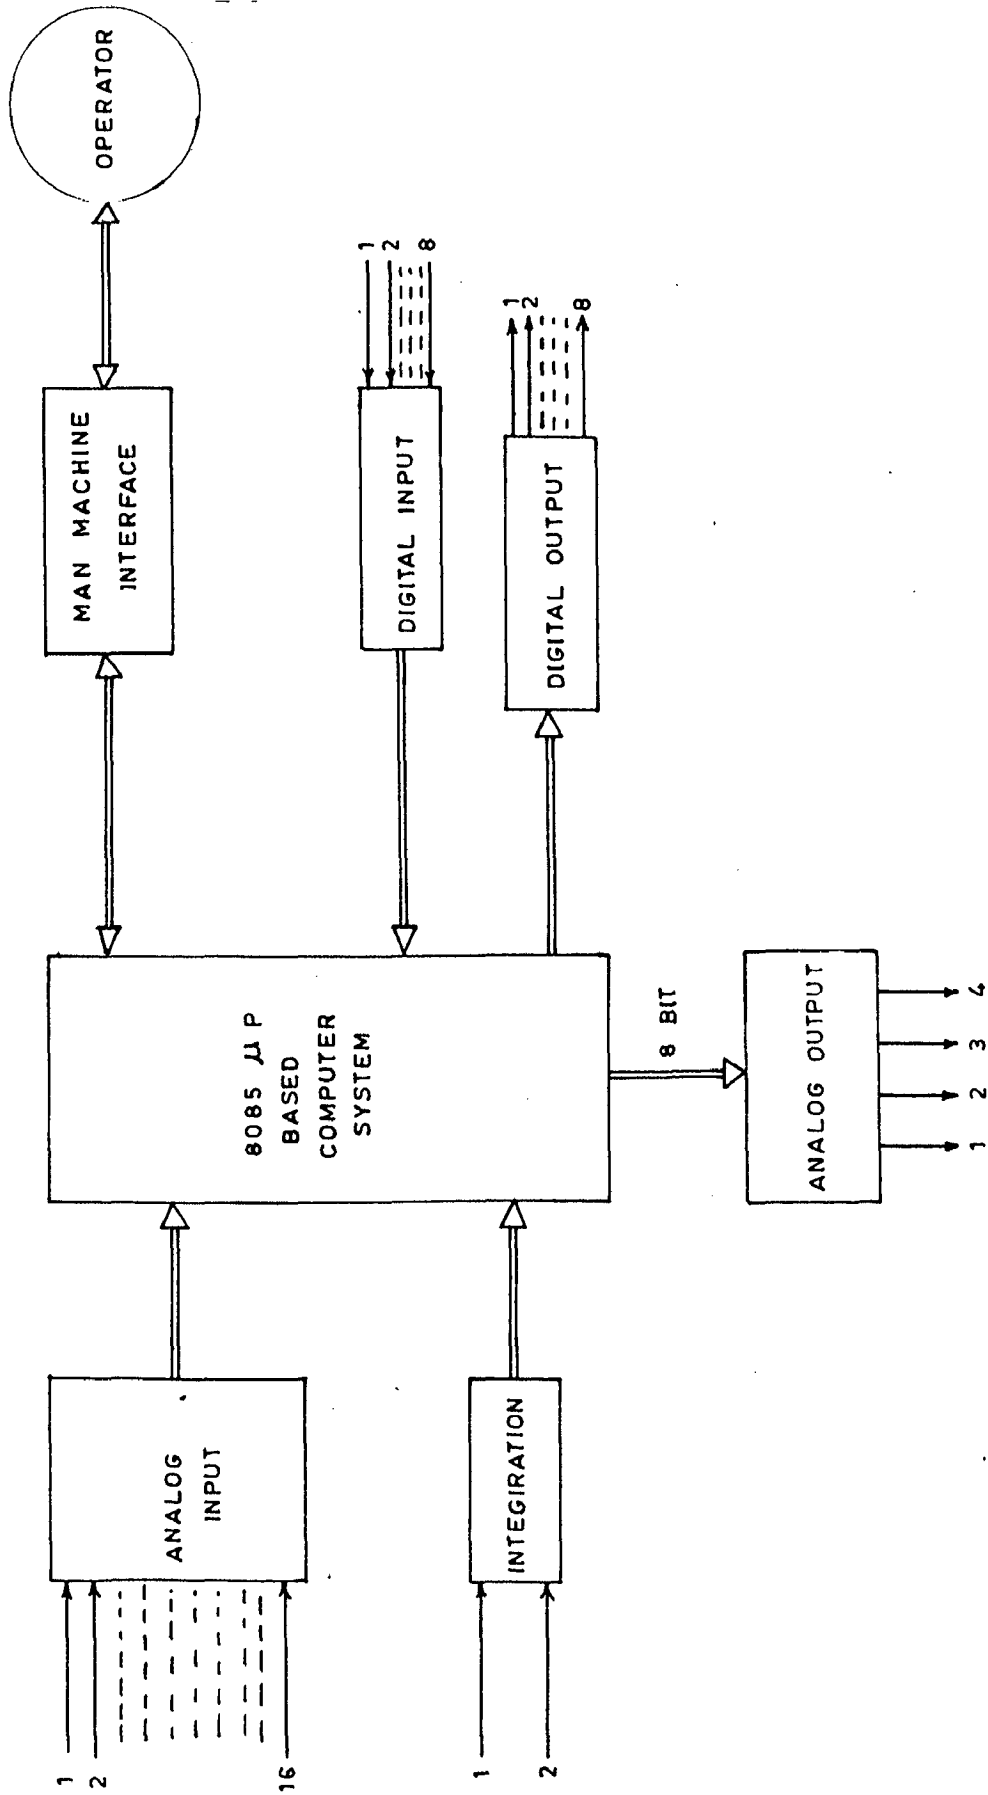 OPERATOR
MAN MACHINE
INTERFACE
1
2
8
DIGITAL INPUT
1
2
8
DIGITAL OUTPUT
8085 µP
BASED
COMPUTER
SYSTEM
8 BIT
ANALOG OUTPUT
1
2
3
4
ANALOG
INPUT
1
2
16
INTEGIRATION
1
2